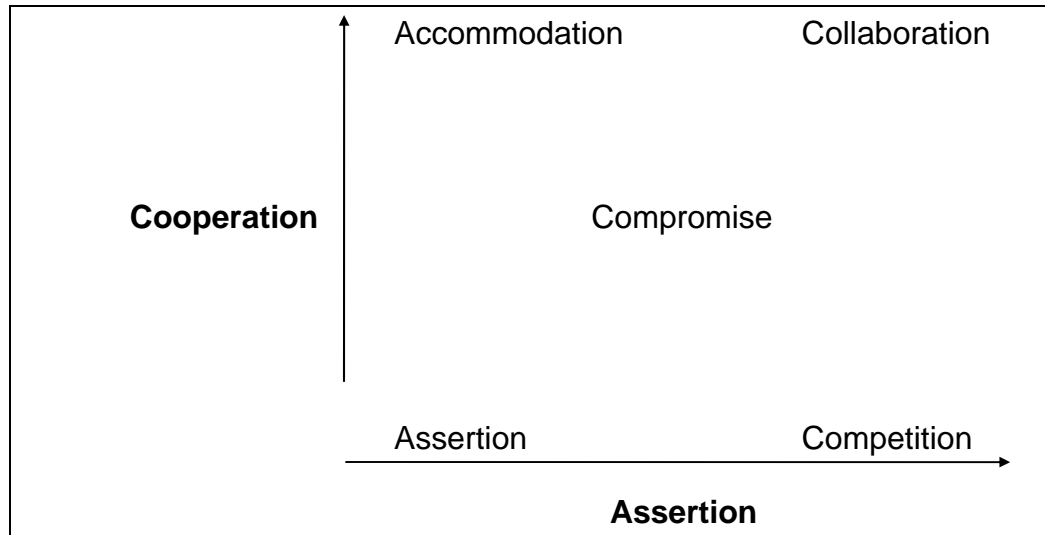 Accommodation Collaboration
Cooperation Compromise
Assertion Competition
Assertion